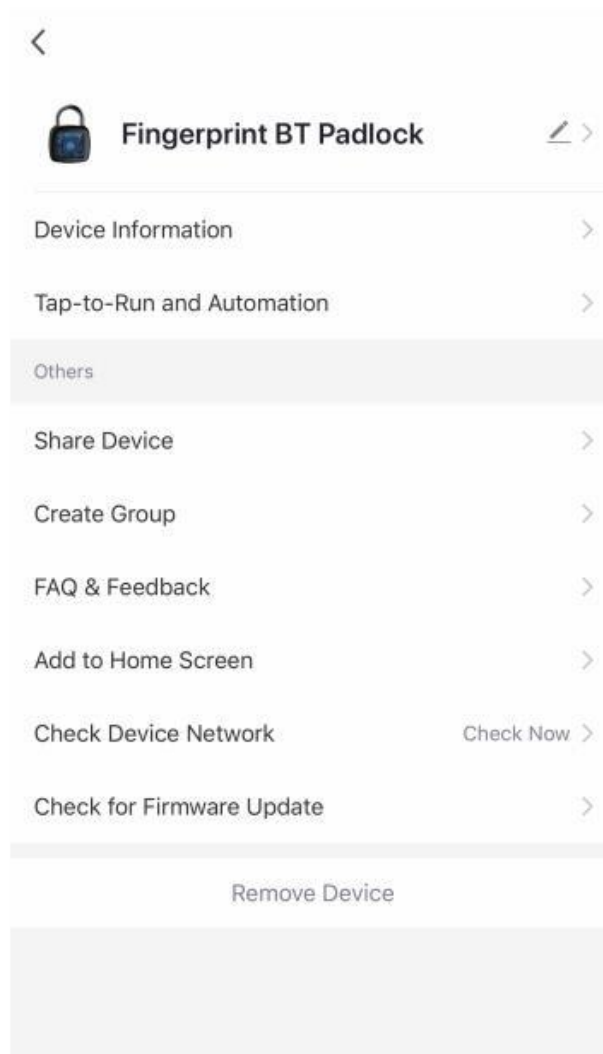 Fingerprint BT Padlock
Device Information
Tap-to-Run and Automation
Others
Share Device
Create Group
FAQ & Feedback
Add to Home Screen
Check Device Network Check Now
Check for Firmware Update
Remove Device